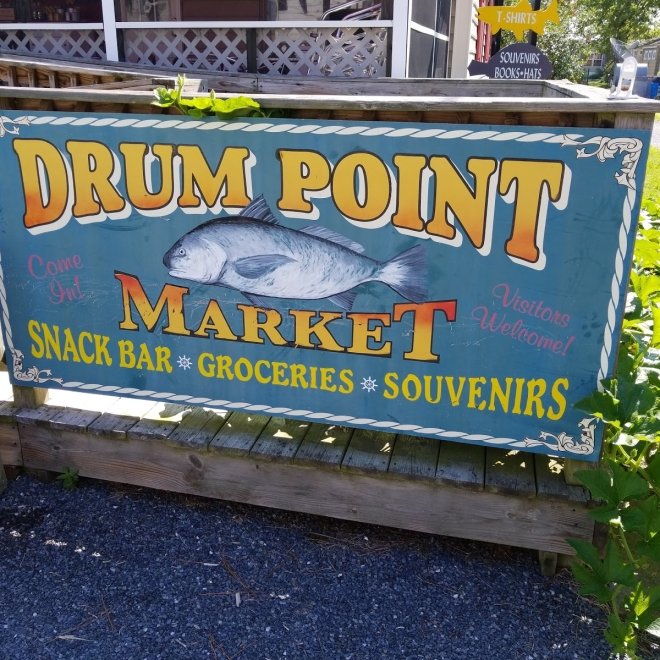 T-SHIRTS
SOUVENIRS
BOOKS•HATS
DRUM POINT
Come
In!
MARKET
Visitors
Welcome!
SNACK BAR GROCERIES SOUVENIRS